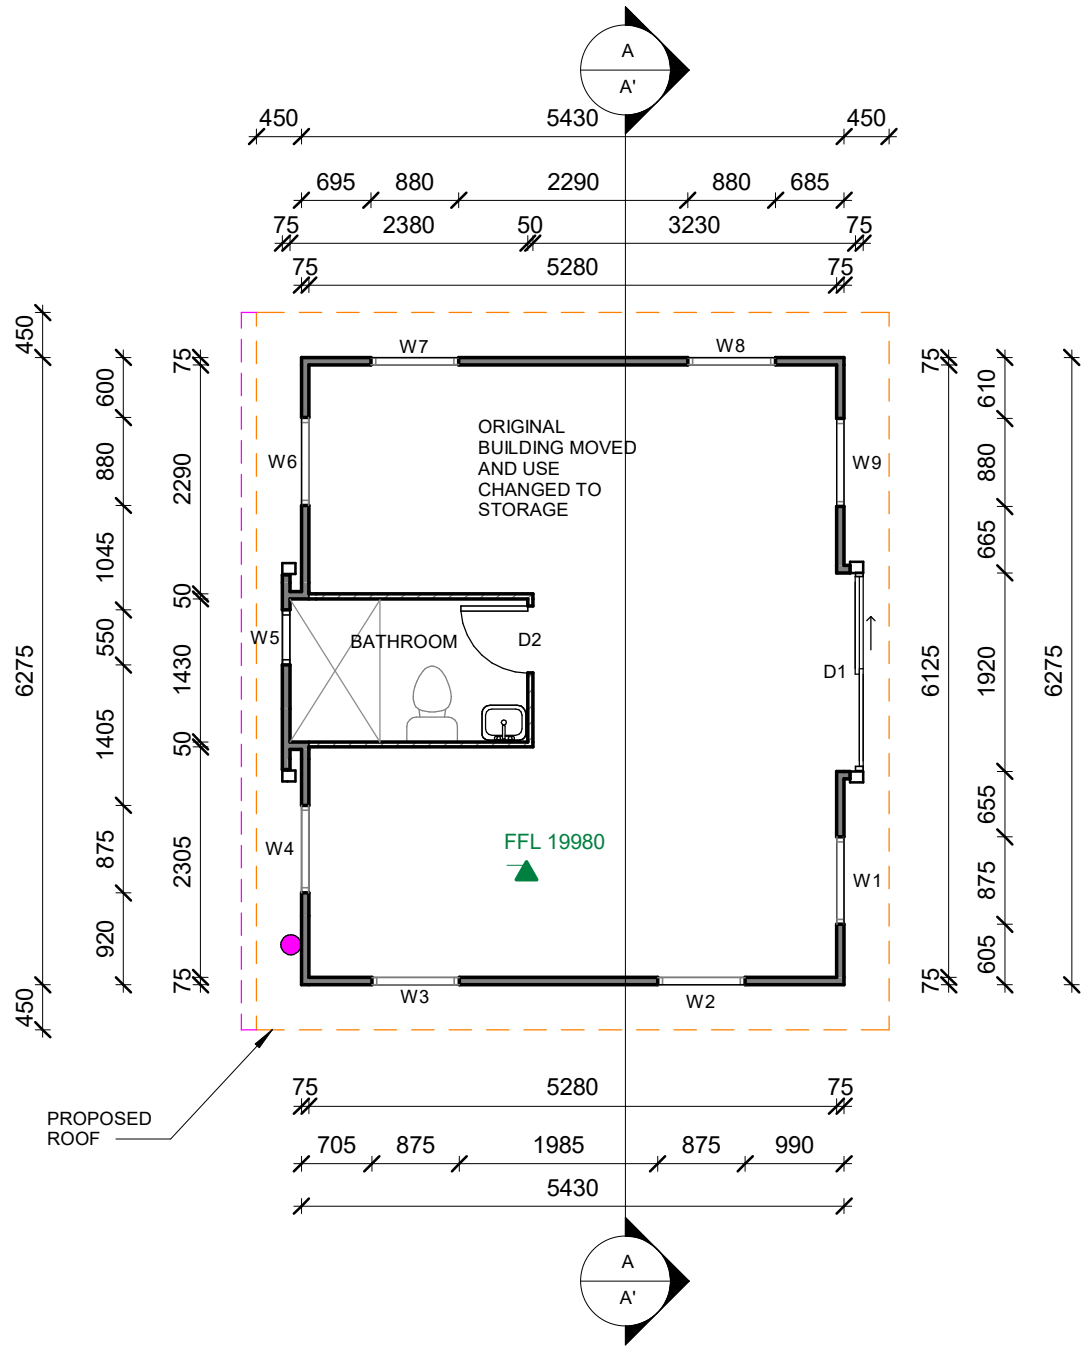 A
A'
450 5430 450
695 880 2290 880 685
75 2380 50 3230 75
75 5280 75
450
6275
450
600
880
1045
550
1405
875
920
75
2290
50
1430
50
2305
75
W7
W8
W6
W9
ORIGINAL
BUILDING MOVED
AND USE
CHANGED TO
STORAGE
W5
BATHROOM
D2
D1
W4
FFL 19980
W1
W3
W2
75
6125
75
610
880
665
1920
655
875
605
6275
PROPOSED
ROOF
75 5280 75
705 875 1985 875 990
5430
A
A'